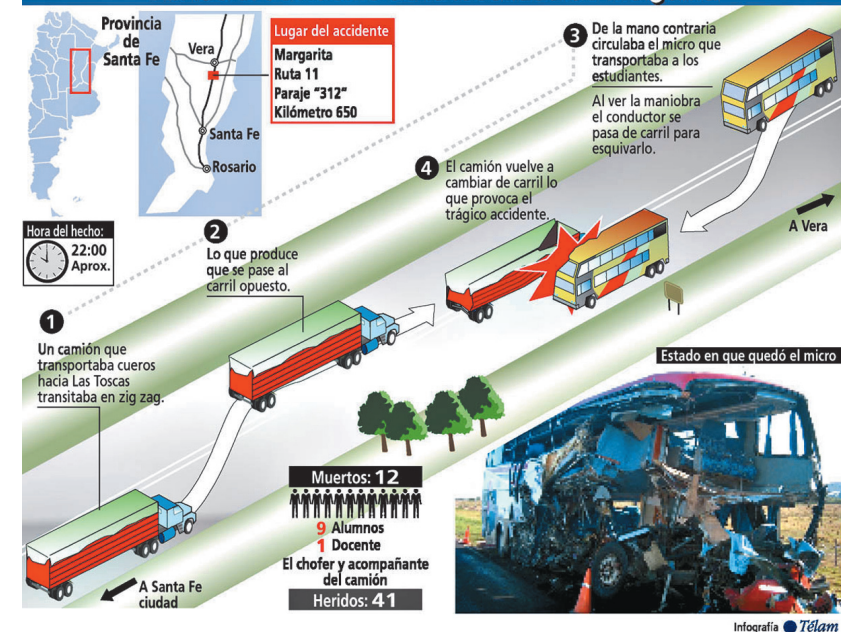 Provincia
de
Santa Fe
Vera
Santa Fe
Rosario
Lugar del accidente
Margarita
Ruta 11
Paraje "312"
Kilómetro 650
Hora del hecho:
22:00
Aprox.
1
Un camión que
transportaba cueros
hacia Las Toscas
transitaba en zig zag.
2
Lo que produce
que se pase al
carril opuesto.
3
De la mano contraria
circulaba el micro que
transportaba a los
estudiantes.
Al ver la maniobra
el conductor se
pasa de carril para
esquivarlo.
4
El camión vuelve a
cambiar de carril lo
que provoca el
trágico accidente.
A Vera
A Santa Fe
ciudad
Muertos: 12
9 Alumnos
1 Docente
El chofer y acompañante
del camión
Heridos: 41
Estado en que quedó el micro
Infografía Télam